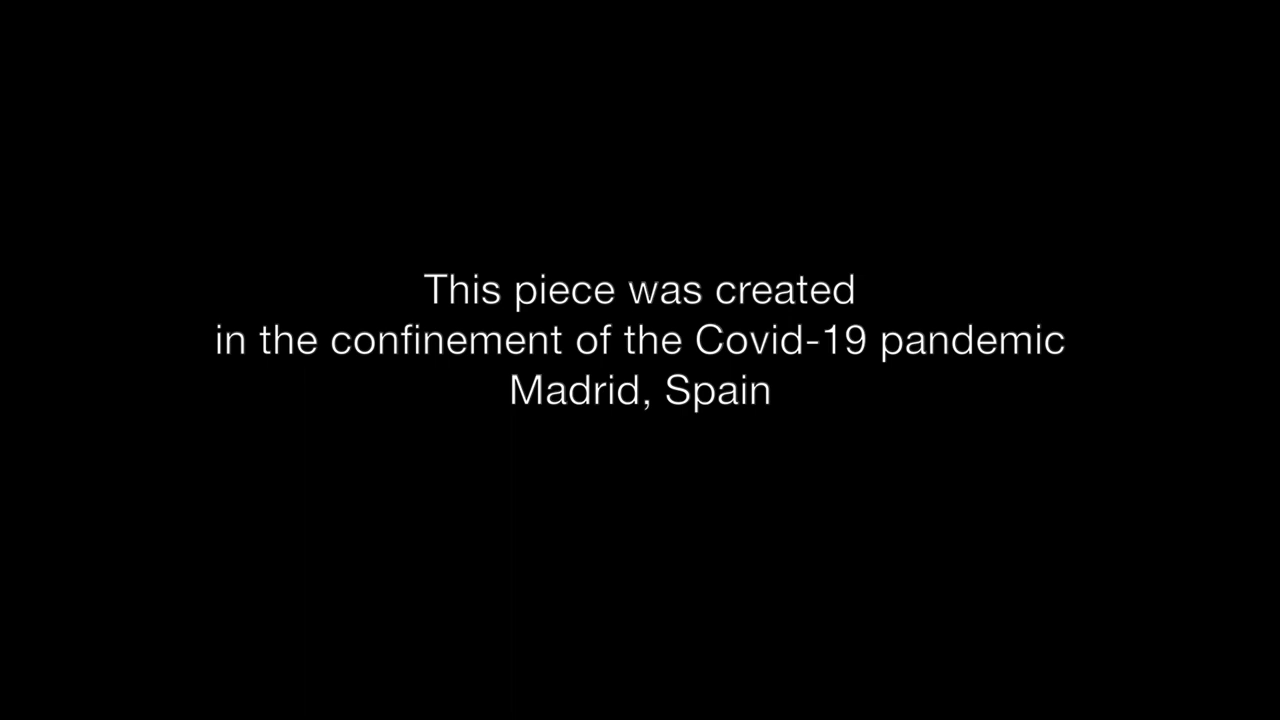 This piece was created
in the confinement of the Covid-19 pandemic
Madrid, Spain